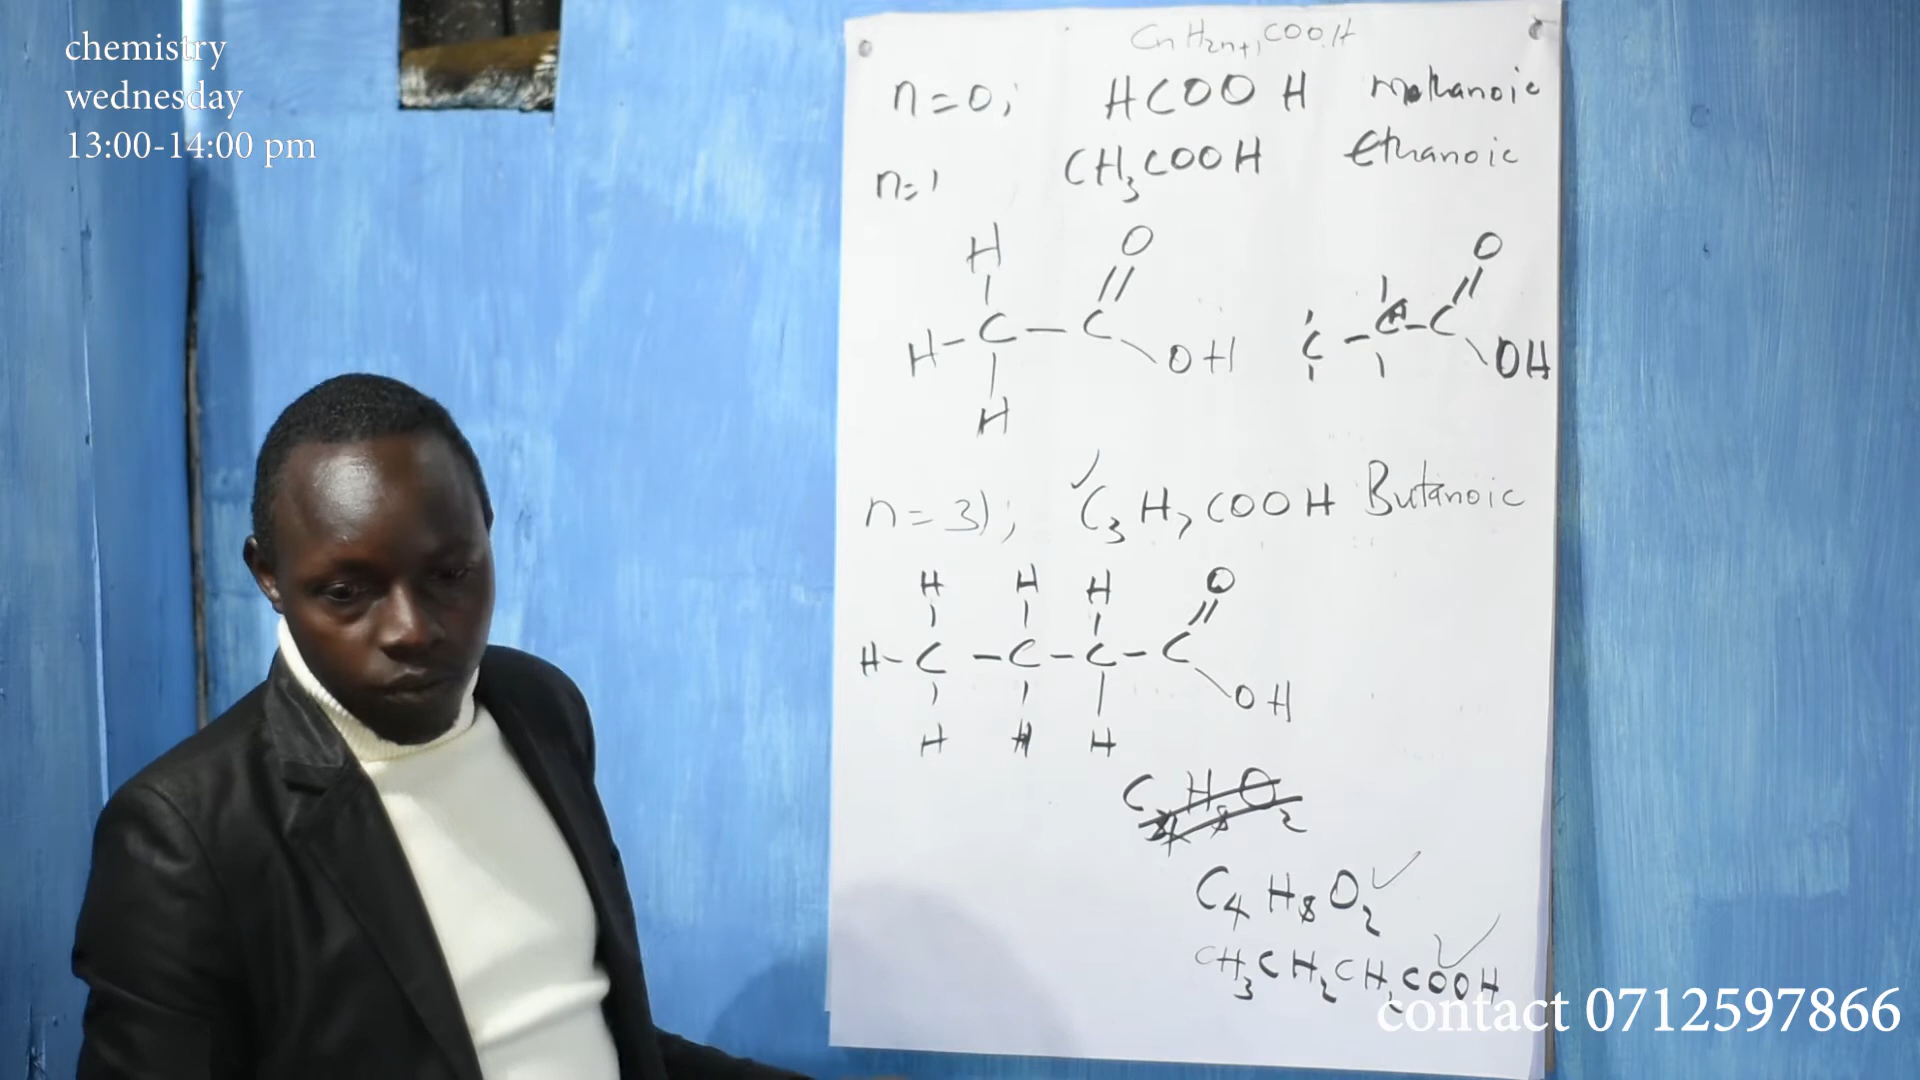 chemistry
wednesday
13:00-14:00 pm
CnH2n+1COOH
n=0; HCOOH Methanoic
n=1 CH3COOH Ethanoic
H O O
H-C-C C-C-C
OH OH
H
n=3); ✓C3H7COOH Butanoic
H H H O
H-C-C-C-C
OH
H H H
C4H8O2
C4H8O2 ✓
CH3CH2CH2COOH ✓
contact 0712597866